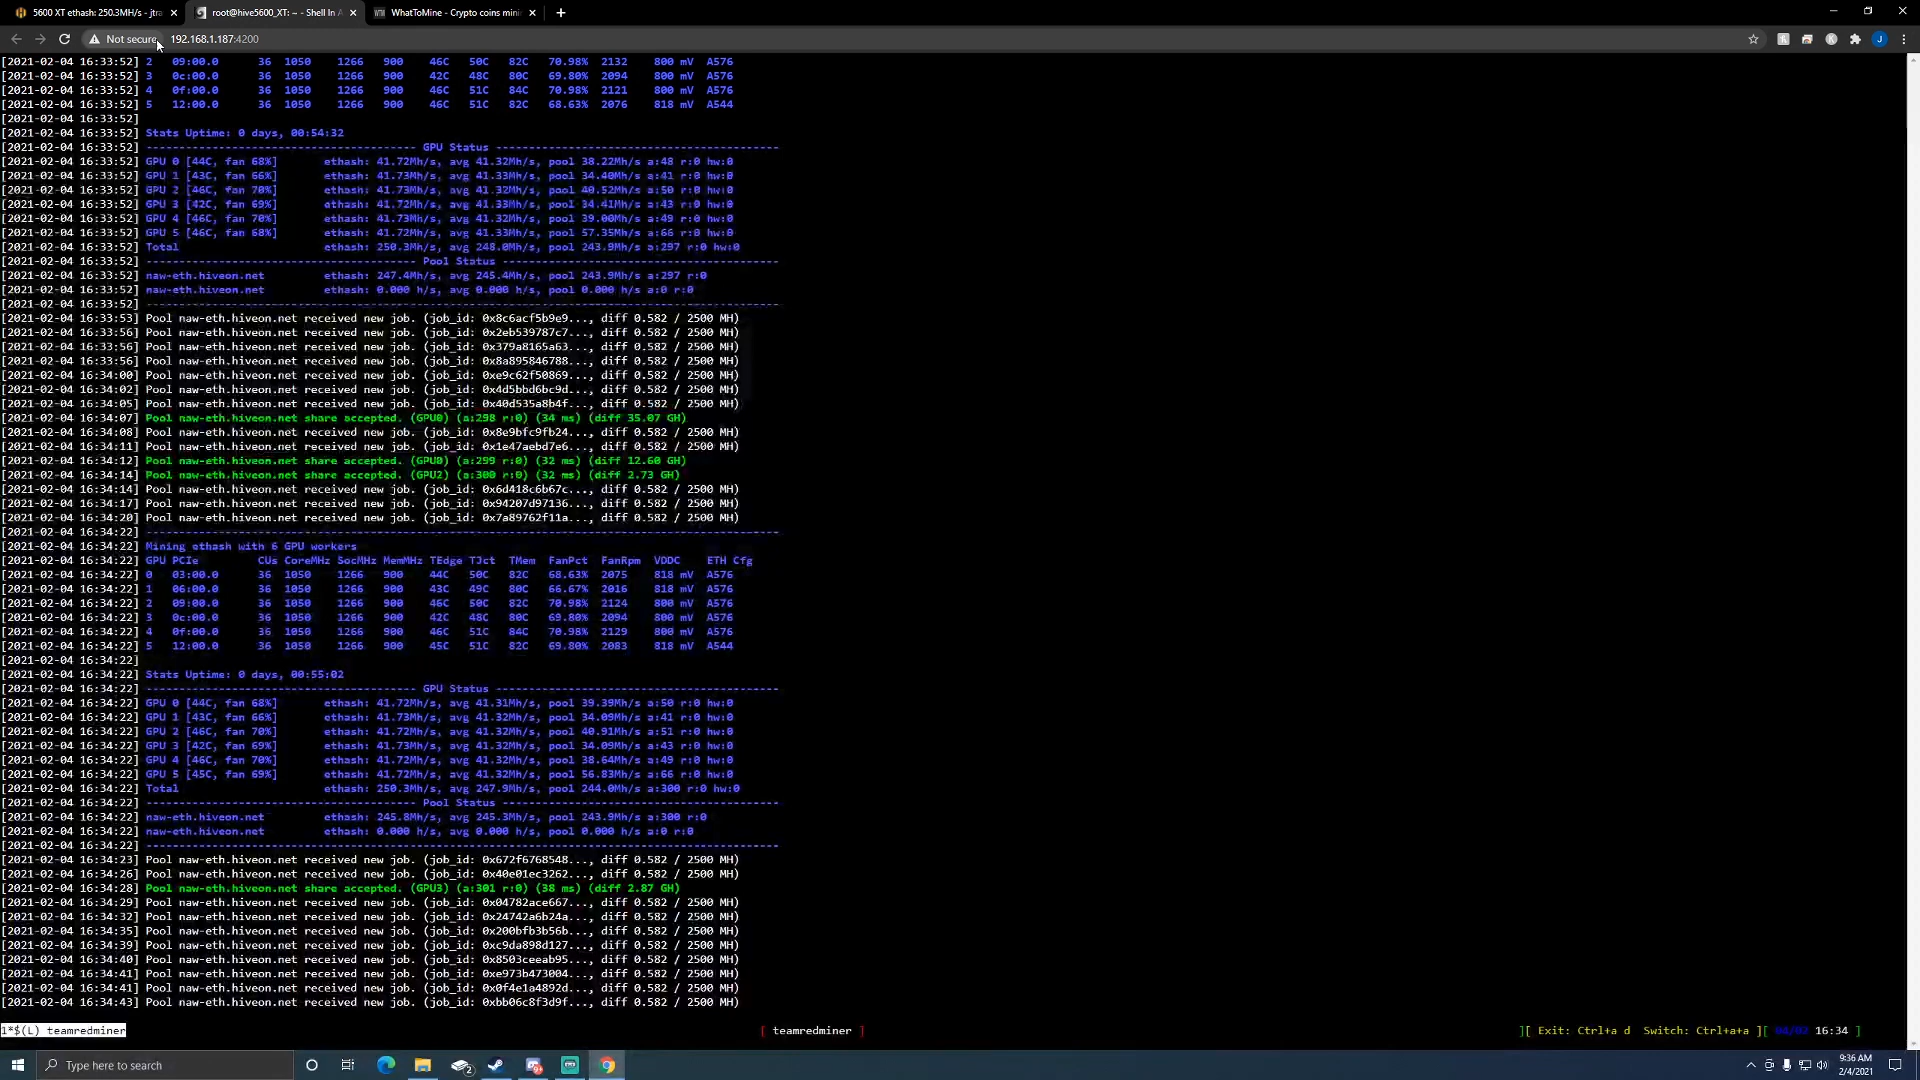 5600 XT ethash: 250.3MH/s - jtra
root@hive5600_XT: ~ - Shell In A
WhatToMine - Crypto coins mini
Not secure
192.168.1.187:4200
[2021-02-04 16:33:52] 2 09:00.0 36 1050 1266 900 46C 50C 82C 70.98% 2132 800 mV A576
[2021-02-04 16:33:52] 3 0c:00.0 36 1050 1266 900 42C 48C 80C 69.80% 2094 800 mV A576
[2021-02-04 16:33:52] 4 0f:00.0 36 1050 1266 900 46C 51C 84C 70.98% 2121 800 mV A576
[2021-02-04 16:33:52] 5 12:00.0 36 1050 1266 900 46C 51C 82C 68.63% 2076 818 mV A544
[2021-02-04 16:33:52]
[2021-02-04 16:33:52] Stats Uptime: 0 days, 00:54:32
[2021-02-04 16:33:52] ----------------------------------------- GPU Status -------------------------------------------
[2021-02-04 16:33:52] GPU 0 [44C, fan 68%] ethash: 41.72Mh/s, avg 41.32Mh/s, pool 38.22Mh/s a:48 r:0 hw:0
[2021-02-04 16:33:52] GPU 1 [43C, fan 66%] ethash: 41.73Mh/s, avg 41.33Mh/s, pool 34.40Mh/s a:41 r:0 hw:0
[2021-02-04 16:33:52] GPU 2 [46C, fan 70%] ethash: 41.73Mh/s, avg 41.32Mh/s, pool 40.52Mh/s a:50 r:0 hw:0
[2021-02-04 16:33:52] GPU 3 [42C, fan 69%] ethash: 41.72Mh/s, avg 41.33Mh/s, pool 34.41Mh/s a:43 r:0 hw:0
[2021-02-04 16:33:52] GPU 4 [46C, fan 70%] ethash: 41.73Mh/s, avg 41.32Mh/s, pool 39.00Mh/s a:49 r:0 hw:0
[2021-02-04 16:33:52] GPU 5 [46C, fan 68%] ethash: 41.72Mh/s, avg 41.33Mh/s, pool 57.35Mh/s a:66 r:0 hw:0
[2021-02-04 16:33:52] Total ethash: 250.3Mh/s, avg 248.0Mh/s, pool 243.9Mh/s a:297 r:0 hw:0
[2021-02-04 16:33:52] ----------------------------------------- Pool Status ------------------------------------------
[2021-02-04 16:33:52] naw-eth.hiveon.net ethash: 247.4Mh/s, avg 245.4Mh/s, pool 243.9Mh/s a:297 r:0
[2021-02-04 16:33:52] naw-eth.hiveon.net ethash: 0.000 h/s, avg 0.000 h/s, pool 0.000 h/s a:0 r:0
[2021-02-04 16:33:52] ------------------------------------------------------------------------------------------------
[2021-02-04 16:33:53] Pool naw-eth.hiveon.net received new job. (job_id: 0x8c6acf5b9e9..., diff 0.582 / 2500 MH)
[2021-02-04 16:33:56] Pool naw-eth.hiveon.net received new job. (job_id: 0x2eb539787c7..., diff 0.582 / 2500 MH)
[2021-02-04 16:33:56] Pool naw-eth.hiveon.net received new job. (job_id: 0x379a8165a63..., diff 0.582 / 2500 MH)
[2021-02-04 16:33:56] Pool naw-eth.hiveon.net received new job. (job_id: 0x8a895846788..., diff 0.582 / 2500 MH)
[2021-02-04 16:34:00] Pool naw-eth.hiveon.net received new job. (job_id: 0xe9c62f50869..., diff 0.582 / 2500 MH)
[2021-02-04 16:34:02] Pool naw-eth.hiveon.net received new job. (job_id: 0x4d5bbd6bc9d..., diff 0.582 / 2500 MH)
[2021-02-04 16:34:05] Pool naw-eth.hiveon.net received new job. (job_id: 0x40d535a8b4f..., diff 0.582 / 2500 MH)
[2021-02-04 16:34:07] Pool naw-eth.hiveon.net share accepted. (GPU0) (a:298 r:0) (34 ms) (diff 35.07 GH)
[2021-02-04 16:34:08] Pool naw-eth.hiveon.net received new job. (job_id: 0x8e9bfc9fb24..., diff 0.582 / 2500 MH)
[2021-02-04 16:34:11] Pool naw-eth.hiveon.net received new job. (job_id: 0x1e47aebd7e6..., diff 0.582 / 2500 MH)
[2021-02-04 16:34:12] Pool naw-eth.hiveon.net share accepted. (GPU0) (a:299 r:0) (32 ms) (diff 12.60 GH)
[2021-02-04 16:34:12] Pool naw-eth.hiveon.net share accepted. (GPU2) (a:300 r:0) (32 ms) (diff 2.73 GH)
[2021-02-04 16:34:14] Pool naw-eth.hiveon.net received new job. (job_id: 0x6d418c6b67c..., diff 0.582 / 2500 MH)
[2021-02-04 16:34:17] Pool naw-eth.hiveon.net received new job. (job_id: 0x94207d97136..., diff 0.582 / 2500 MH)
[2021-02-04 16:34:20] Pool naw-eth.hiveon.net received new job. (job_id: 0x7a89762f11a..., diff 0.582 / 2500 MH)
[2021-02-04 16:34:22] ------------------------------------------------------------------------------------------------
[2021-02-04 16:34:22] Mining ethash with 6 GPU workers
[2021-02-04 16:34:22] GPU PCIe CUs CoreMHz SocMHz MemMHz TEdge TJct TMem FanPct FanRpm VDDC ETH Cfg
[2021-02-04 16:34:22] 0 03:00.0 36 1050 1266 900 44C 50C 82C 68.63% 2075 818 mV A576
[2021-02-04 16:34:22] 1 06:00.0 36 1050 1266 900 43C 49C 80C 66.67% 2016 818 mV A576
[2021-02-04 16:34:22] 2 09:00.0 36 1050 1266 900 46C 50C 82C 70.98% 2124 800 mV A576
[2021-02-04 16:34:22] 3 0c:00.0 36 1050 1266 900 42C 48C 80C 69.80% 2094 800 mV A576
[2021-02-04 16:34:22] 4 0f:00.0 36 1050 1266 900 46C 51C 84C 70.98% 2129 800 mV A576
[2021-02-04 16:34:22] 5 12:00.0 36 1050 1266 900 45C 51C 82C 69.80% 2083 818 mV A544
[2021-02-04 16:34:22]
[2021-02-04 16:34:22] Stats Uptime: 0 days, 00:55:02
[2021-02-04 16:34:22] ----------------------------------------- GPU Status -------------------------------------------
[2021-02-04 16:34:22] GPU 0 [44C, fan 68%] ethash: 41.72Mh/s, avg 41.31Mh/s, pool 39.39Mh/s a:50 r:0 hw:0
[2021-02-04 16:34:22] GPU 1 [43C, fan 66%] ethash: 41.73Mh/s, avg 41.32Mh/s, pool 34.09Mh/s a:41 r:0 hw:0
[2021-02-04 16:34:22] GPU 2 [46C, fan 70%] ethash: 41.72Mh/s, avg 41.32Mh/s, pool 40.91Mh/s a:51 r:0 hw:0
[2021-02-04 16:34:22] GPU 3 [42C, fan 69%] ethash: 41.73Mh/s, avg 41.32Mh/s, pool 34.09Mh/s a:43 r:0 hw:0
[2021-02-04 16:34:22] GPU 4 [46C, fan 70%] ethash: 41.72Mh/s, avg 41.32Mh/s, pool 38.64Mh/s a:49 r:0 hw:0
[2021-02-04 16:34:22] GPU 5 [45C, fan 69%] ethash: 41.72Mh/s, avg 41.32Mh/s, pool 56.83Mh/s a:66 r:0 hw:0
[2021-02-04 16:34:22] Total ethash: 250.3Mh/s, avg 247.9Mh/s, pool 244.0Mh/s a:300 r:0 hw:0
[2021-02-04 16:34:22] ----------------------------------------- Pool Status ------------------------------------------
[2021-02-04 16:34:22] naw-eth.hiveon.net ethash: 245.8Mh/s, avg 245.3Mh/s, pool 243.9Mh/s a:300 r:0
[2021-02-04 16:34:22] naw-eth.hiveon.net ethash: 0.000 h/s, avg 0.000 h/s, pool 0.000 h/s a:0 r:0
[2021-02-04 16:34:22] ------------------------------------------------------------------------------------------------
[2021-02-04 16:34:23] Pool naw-eth.hiveon.net received new job. (job_id: 0x672f6768548..., diff 0.582 / 2500 MH)
[2021-02-04 16:34:26] Pool naw-eth.hiveon.net received new job. (job_id: 0x40e01ec3262..., diff 0.582 / 2500 MH)
[2021-02-04 16:34:28] Pool naw-eth.hiveon.net share accepted. (GPU3) (a:301 r:0) (38 ms) (diff 2.87 GH)
[2021-02-04 16:34:29] Pool naw-eth.hiveon.net received new job. (job_id: 0x04782ace667..., diff 0.582 / 2500 MH)
[2021-02-04 16:34:32] Pool naw-eth.hiveon.net received new job. (job_id: 0x24742a6b24a..., diff 0.582 / 2500 MH)
[2021-02-04 16:34:35] Pool naw-eth.hiveon.net received new job. (job_id: 0x200bfb3b56b..., diff 0.582 / 2500 MH)
[2021-02-04 16:34:39] Pool naw-eth.hiveon.net received new job. (job_id: 0xc9da898d127..., diff 0.582 / 2500 MH)
[2021-02-04 16:34:40] Pool naw-eth.hiveon.net received new job. (job_id: 0x8503ceeab95..., diff 0.582 / 2500 MH)
[2021-02-04 16:34:41] Pool naw-eth.hiveon.net received new job. (job_id: 0xe973b473004..., diff 0.582 / 2500 MH)
[2021-02-04 16:34:41] Pool naw-eth.hiveon.net received new job. (job_id: 0x0f4e1a4892d..., diff 0.582 / 2500 MH)
[2021-02-04 16:34:43] Pool naw-eth.hiveon.net received new job. (job_id: 0xbb06c8f3d9f..., diff 0.582 / 2500 MH)
1*$(L) teamredminer [ teamredminer ] ][ Exit: Ctrl+a d Switch: Ctrl+a+a ][ 04/02 16:34 ]
Type here to search
9:36 AM
2/4/2021